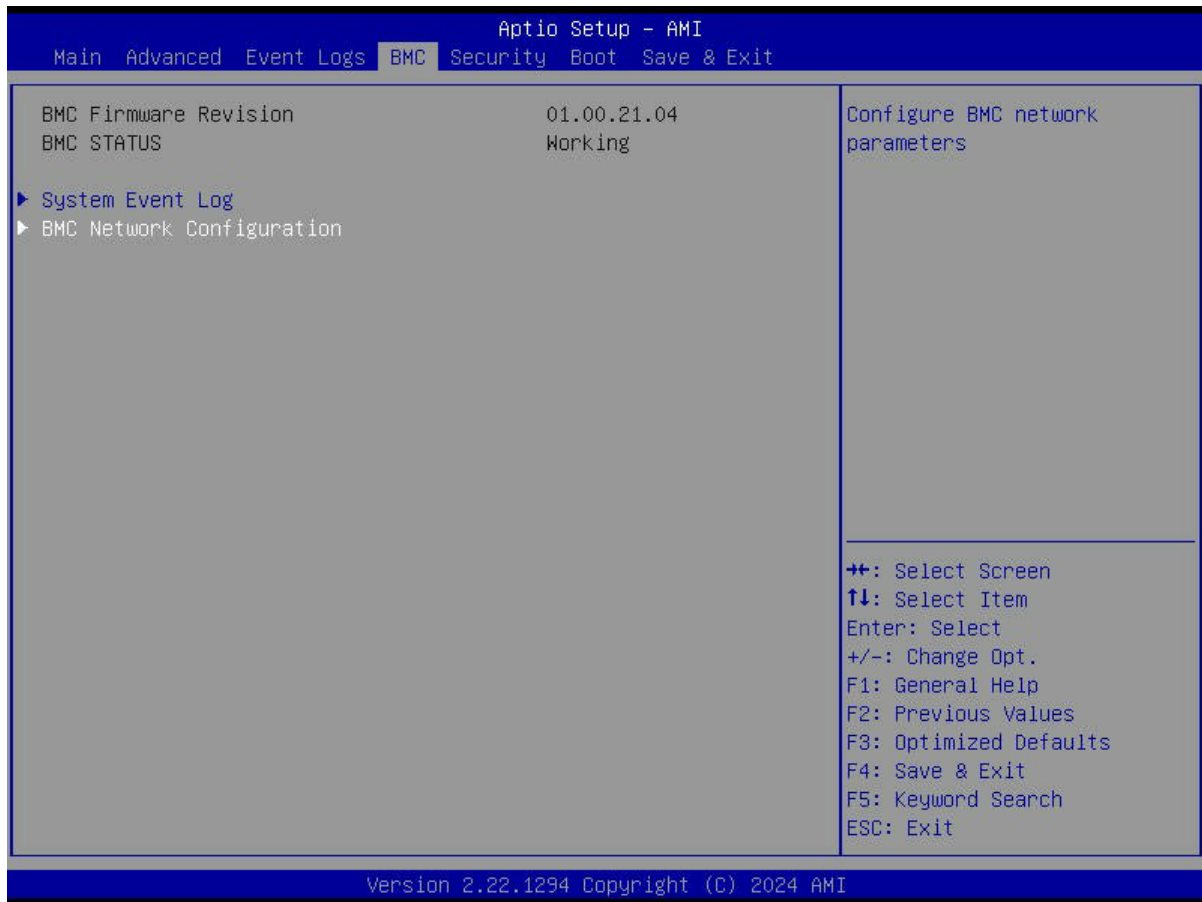 Aptio Setup – AMI
Main Advanced Event Logs BMC Security Boot Save & Exit
BMC Firmware Revision 01.00.21.04
BMC STATUS Working
System Event Log
BMC Network Configuration
Configure BMC network
parameters
→←: Select Screen
↑↓: Select Item
Enter: Select
+/-: Change Opt.
F1: General Help
F2: Previous Values
F3: Optimized Defaults
F4: Save & Exit
F5: Keyword Search
ESC: Exit
Version 2.22.1294 Copyright (C) 2024 AMI